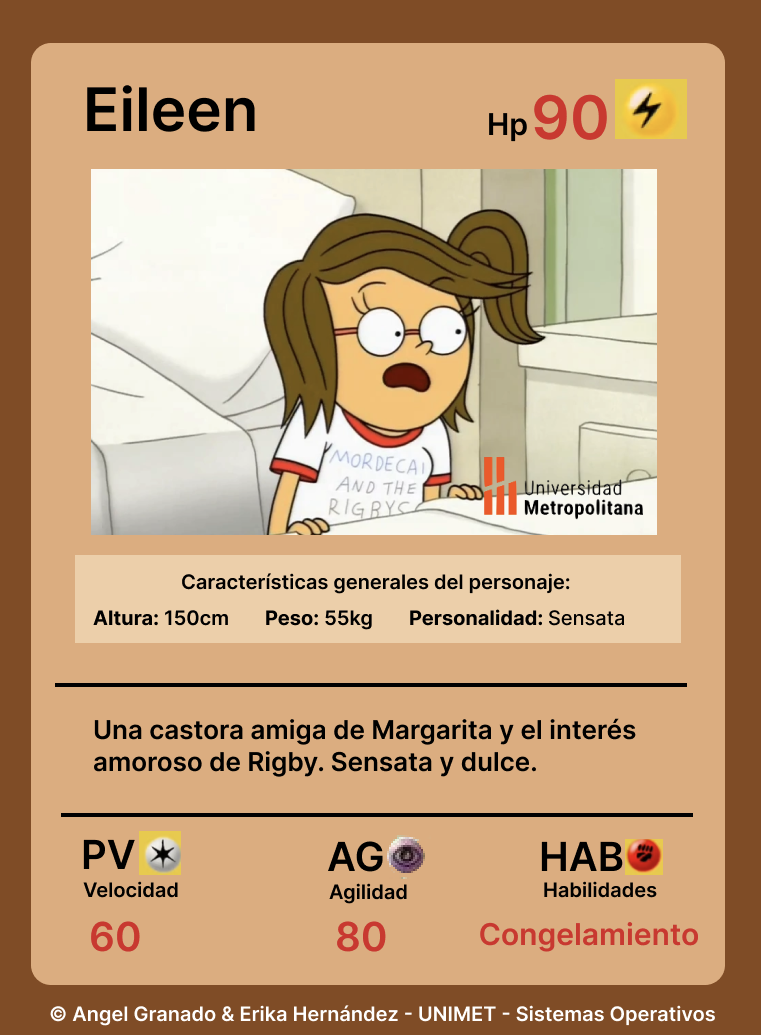 Eileen
Hp 90
MORDECAI
AND THE
RIGBYS
Universidad
Metropolitana
Características generales del personaje:
Altura: 150cm Peso: 55kg Personalidad: Sensata
Una castora amiga de Margarita y el interés
amoroso de Rigby. Sensata y dulce.
PV AG HAB
Velocidad Agilidad Habilidades
60 80 Congelamiento
© Angel Granado & Erika Hernández - UNIMET - Sistemas Operativos